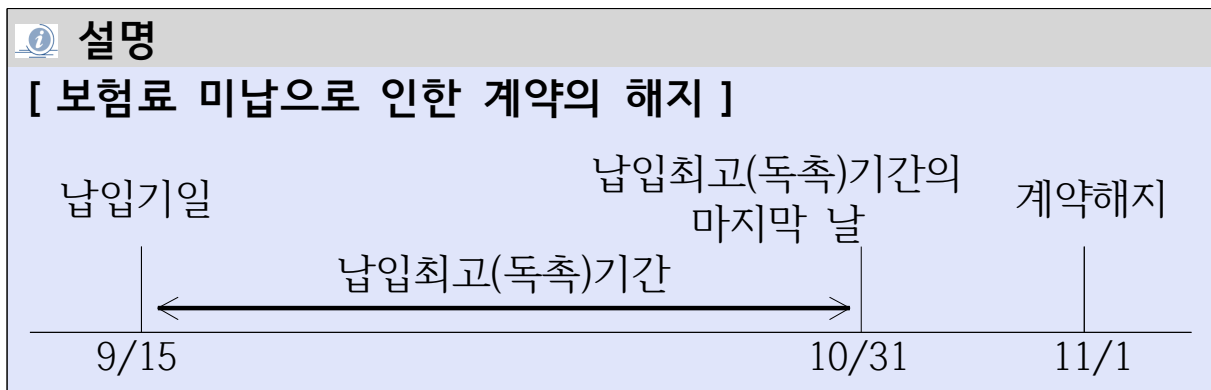 설명
[ 보험료 미납으로 인한 계약의 해지 ]
납입기일
납입최고(독촉)기간의
마지막 날
계약해지
납입최고(독촉)기간
9/15
10/31
11/1